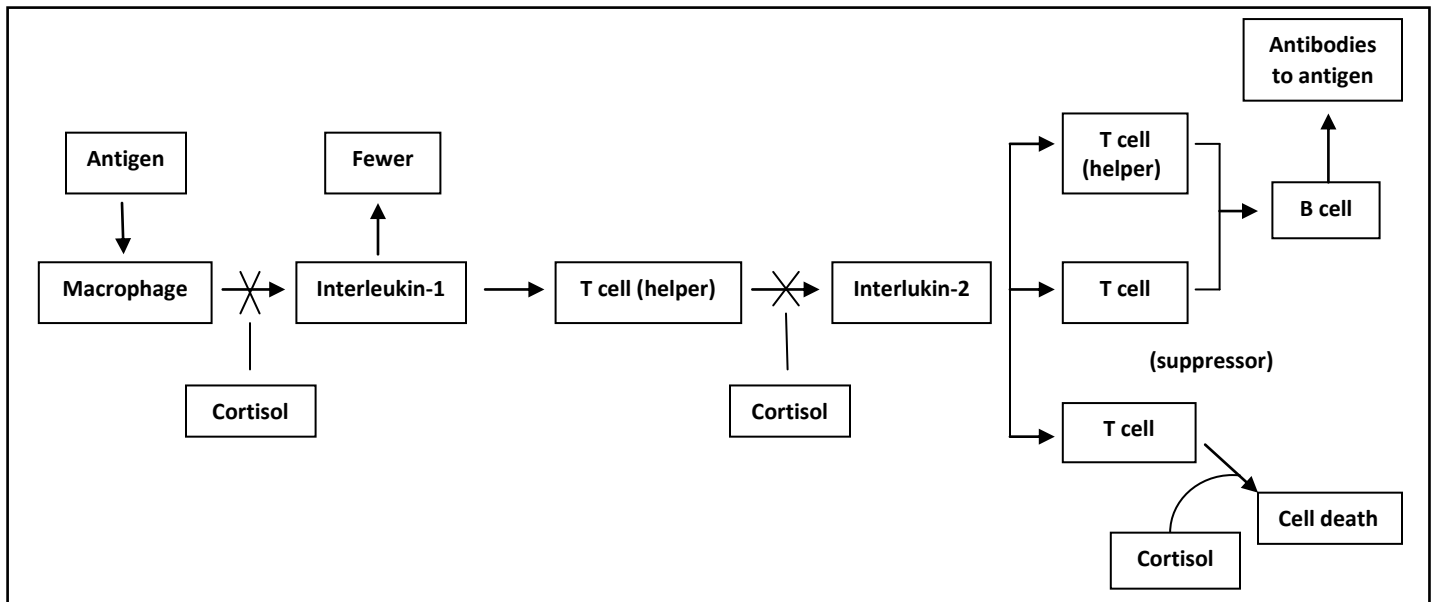 Antibodies
to antigen
Antigen
Fewer
T cell
(helper)
B cell
Macrophage
Interleukin-1
T cell (helper)
Interlukin-2
T cell
(suppressor)
Cortisol
Cortisol
T cell
Cell death
Cortisol